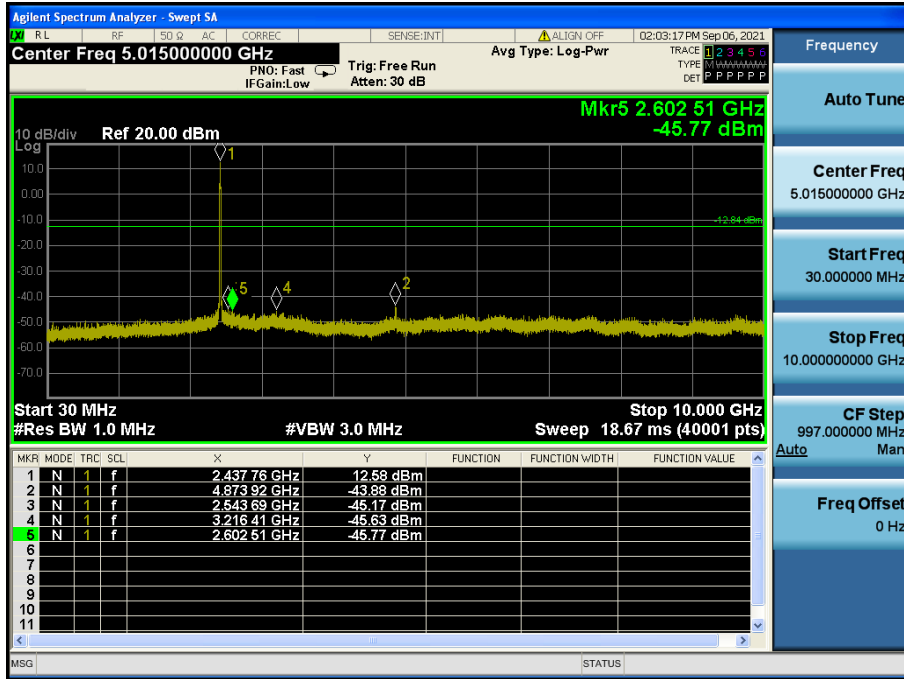 Agilent Spectrum Analyzer - Swept SA
LXI RL RF 50 Ω AC CORREC SENSE:INT ALIGN OFF 02:03:17 PM Sep 06, 2021
Center Freq 5.015000000 GHz Avg Type: Log-Pwr TRACE 1 2 3 4 5 6
PNO: Fast Trig: Free Run TYPE M WWWWW
IFGain:Low Atten: 30 dB DET P P P P P P
Mkr5 2.602 51 GHz
10 dB/div Ref 20.00 dBm -45.77 dBm
Log
1
10.0
0.00
-10.0
-12.84 dBm
-20.0
-30.0
5 4 2
-40.0
-50.0
-60.0
-70.0
Start 30 MHz Stop 10.000 GHz
#Res BW 1.0 MHz #VBW 3.0 MHz Sweep 18.67 ms (40001 pts)
MKR MODE TRC SCL X Y FUNCTION FUNCTION WIDTH FUNCTION VALUE
1 N 1 f 2.437 76 GHz 12.58 dBm
2 N 1 f 4.873 92 GHz -43.88 dBm
3 N 1 f 2.543 69 GHz -45.17 dBm
4 N 1 f 3.216 41 GHz -45.63 dBm
5 N 1 f 2.602 51 GHz -45.77 dBm
6
7
8
9
10
11
MSG STATUS
Frequency
Auto Tune
Center Freq
5.015000000 GHz
Start Freq
30.000000 MHz
Stop Freq
10.000000000 GHz
CF Step
997.000000 MHz
Auto Man
Freq Offset
0 Hz